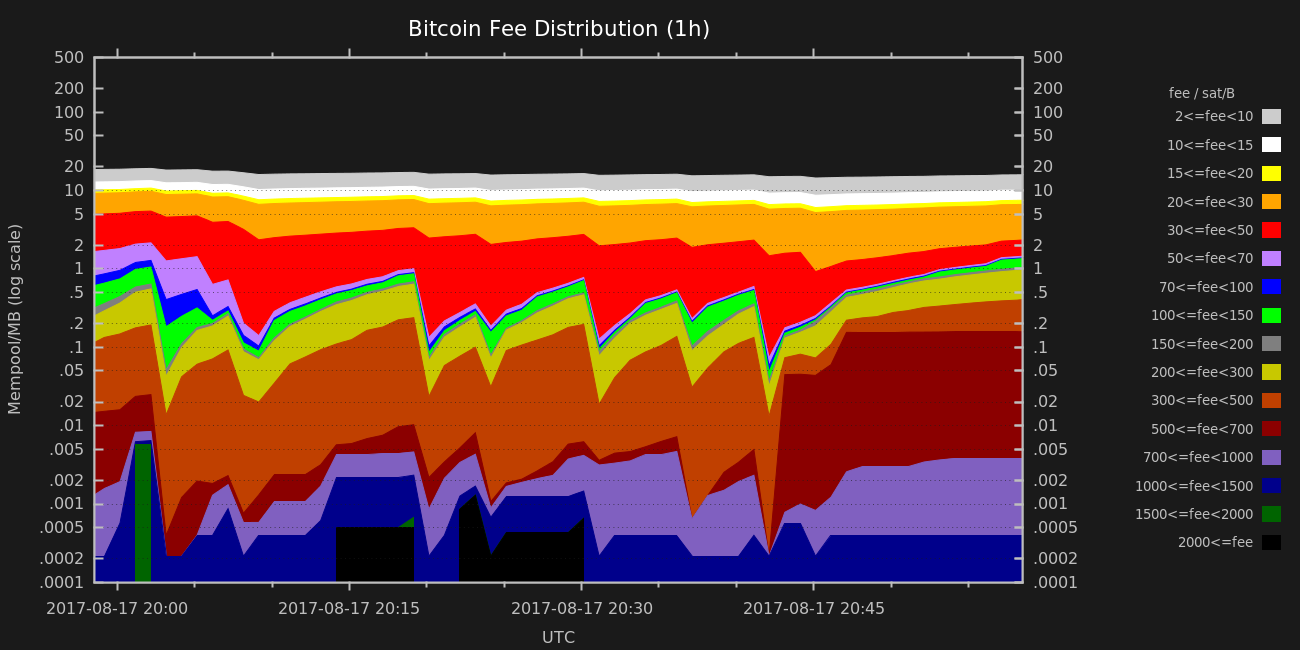 Bitcoin Fee Distribution (1h)
500
200
100
50
20
10
5
2
1
.5
.2
.1
.05
.02
.01
.005
.002
.001
.0005
.0002
.0001
Mempool/MB (log scale)
500
200
100
50
20
10
5
2
1
.5
.2
.1
.05
.02
.01
.005
.002
.001
.0005
.0002
.0001
2017-08-17 20:00
2017-08-17 20:15
2017-08-17 20:30
2017-08-17 20:45
UTC
fee / sat/B
2<=fee<10
10<=fee<15
15<=fee<20
20<=fee<30
30<=fee<50
50<=fee<70
70<=fee<100
100<=fee<150
150<=fee<200
200<=fee<300
300<=fee<500
500<=fee<700
700<=fee<1000
1000<=fee<1500
1500<=fee<2000
2000<=fee